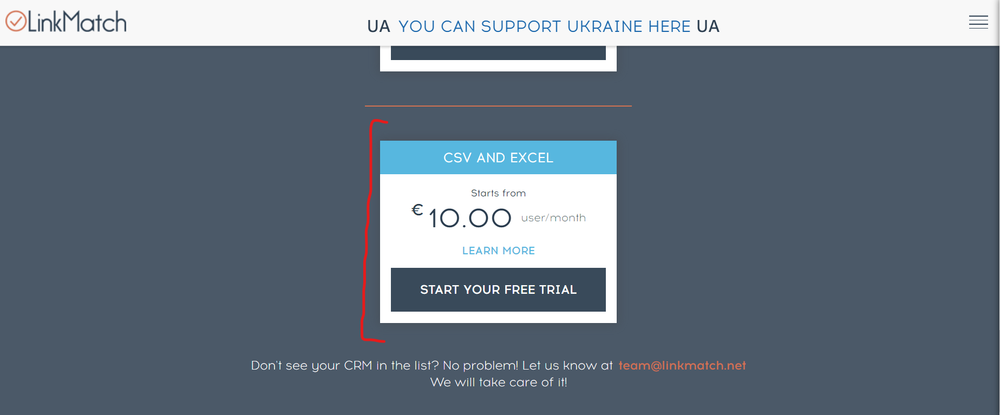 LinkMatch
UA YOU CAN SUPPORT UKRAINE HERE UA
CSV AND EXCEL
Starts from
€ 10.00 user/month
LEARN MORE
START YOUR FREE TRIAL
Don't see your CRM in the list? No problem! Let us know at team@linkmatch.net
We will take care of it!